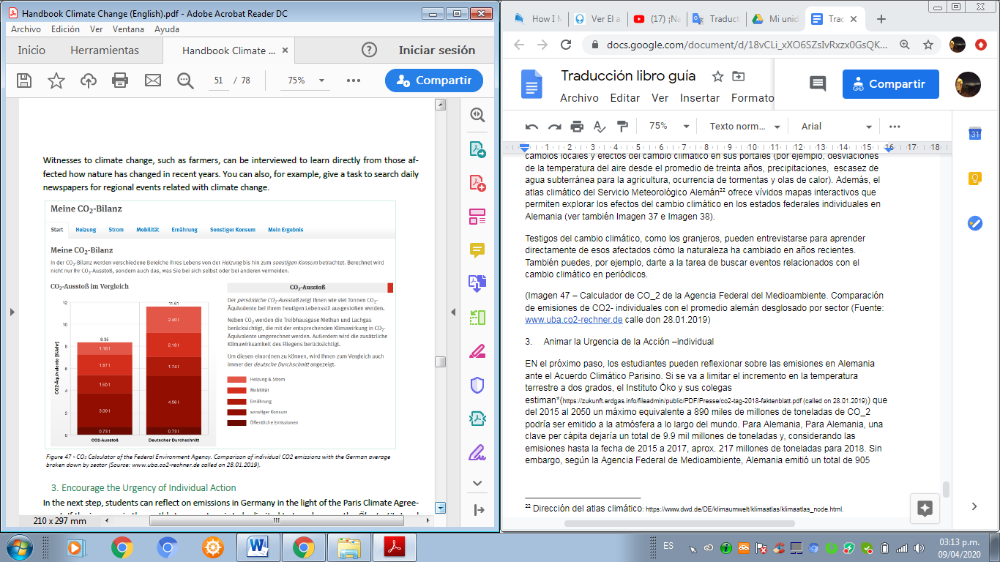 Handbook Climate Change (English).pdf - Adobe Acrobat Reader DC
Archivo Edición Ver Ventana Ayuda
Inicio Herramientas Handbook Climate ... Iniciar sesión
51 / 78 75% Compartir
Witnesses to climate change, such as farmers, can be interviewed to learn directly from those af-
fected how nature has changed in recent years. You can also, for example, give a task to search daily
newspapers for regional events related with climate change.
Meine CO₂-Bilanz
Start Heizung Strom Mobilität Ernährung Sonstiger Konsum Mein Ergebnis
Meine CO₂-Bilanz
In der CO₂-Bilanz werden verschiedene Bereiche Ihres Lebens von der Heizung bis hin zum sonstigen Konsum betrachtet. Berechnet wird
nicht nur Ihr CO₂-Ausstoß, sondern auch das, was Sie bei sich selbst oder bei anderen vermeiden.
CO₂-Ausstoß im Vergleich
CO2-Äquivalente [t/Jahr]
12
10
8
6
4
2
0
8.35
1.10 t
1.87 t
1.65 t
3.00 t
0.73 t
CO2-Ausstoß
11.61
2.40 t
2.18 t
1.74 t
4.56 t
0.73 t
Deutscher Durchschnitt
CO₂-Ausstoß
Der persönliche CO₂-Ausstoß zeigt Ihnen wie viel Tonnen CO₂-
Äquivalente bei Ihrem heutigen Lebensstil ausgestoßen werden.
Neben CO₂ werden die Treibhausgase Methan und Lachgas
berücksichtigt, die mit der entsprechenden Klimawirkung in CO₂-
Äquivalente umgerechnet werden. Außerdem wird die zusätzliche
Klimawirksamkeit des Fliegens berücksichtigt.
Um diesen einordnen zu können, wird Ihnen zum Vergleich auch
immer der deutsche Durchschnitt angezeigt.
Heizung & Strom
Mobilität
Ernährung
sonstiger Konsum
Öffentliche Emissionen
Figure 47 - CO₂ Calculator of the Federal Environment Agency. Comparison of individual CO2 emissions with the German average
broken down by sector (Source: www.uba.co2-rechner.de called on 28.01.2019).
3. Encourage the Urgency of Individual Action
In the next step, students can reflect on emissions in Germany in the light of the Paris Climate Agree-
210 x 297 mm
How I M Ver El a (17) ¡Na Traduct Mi unid Trac
docs.google.com/document/d/18vCLi_xXO6SZsIvRxzx0GsQK...
Traducción libro guía
Archivo Editar Ver Insertar Formato
Compartir
75% Texto norm... Arial
1 2 3 4 5 6 7 8 9 10 11 12 13 14 15 16 17 18
cambios locales y efectos del cambio climático en sus portales (por ejemplo, desviaciones
de la temperatura del aire desde el promedio de treinta años, precipitaciones, escasez de
agua subterránea para la agricultura, ocurrencia de tormentas y olas de calor). Además, el
atlas climático del Servicio Meteorológico Alemán²² ofrece vívidos mapas interactivos que
permiten explorar los efectos del cambio climático en los estados federales individuales en
Alemania (ver también Imagen 37 e Imagen 38).
Testigos del cambio climático, como los granjeros, pueden entrevistarse para aprender
directamente de esos afectados cómo la naturaleza ha cambiado en años recientes.
También puedes, por ejemplo, darte a la tarea de buscar eventos relacionados con el
cambio climático en periódicos.
(Imagen 47 – Calculador de CO_2 de la Agencia Federal del Medioambiente. Comparación
de emisiones de CO2- individuales con el promedio alemán desglosado por sector (Fuente:
www.uba.co2-rechner.de calle don 28.01.2019)
3. Animar la Urgencia de la Acción –individual
EN el próximo paso, los estudiantes pueden reflexionar sobre las emisiones en Alemania
ante el Acuerdo Climático Parisino. Si se va a limitar el incremento en la temperatura
terrestre a dos grados, el Instituto Öko y sus colegas
estiman*(https://zukunft.erdgas.info/fileadmin/public/PDF/Presse/co2-tag-2018-faktenblatt.pdf (called on 28.01.2019)) que
del 2015 al 2050 un máximo equivalente a 890 miles de millones de toneladas de CO_2
podría ser emitido a la atmósfera a lo largo del mundo. Para Alemania, Para Alemania, una
clave per cápita dejaría un total de 9.9 mil millones de toneladas y, considerando las
emisiones hasta la fecha de 2015 a 2017, aprox. 217 millones de toneladas para 2018. Sin
embargo, según la Agencia Federal de Medioambiente, Alemania emitió un total de 905
²² Dirección del atlas climático: https://www.dwd.de/DE/klimaumwelt/klimaatlas/klimaatlas_node.html.
31
ES
03:13 p.m.
09/04/2020